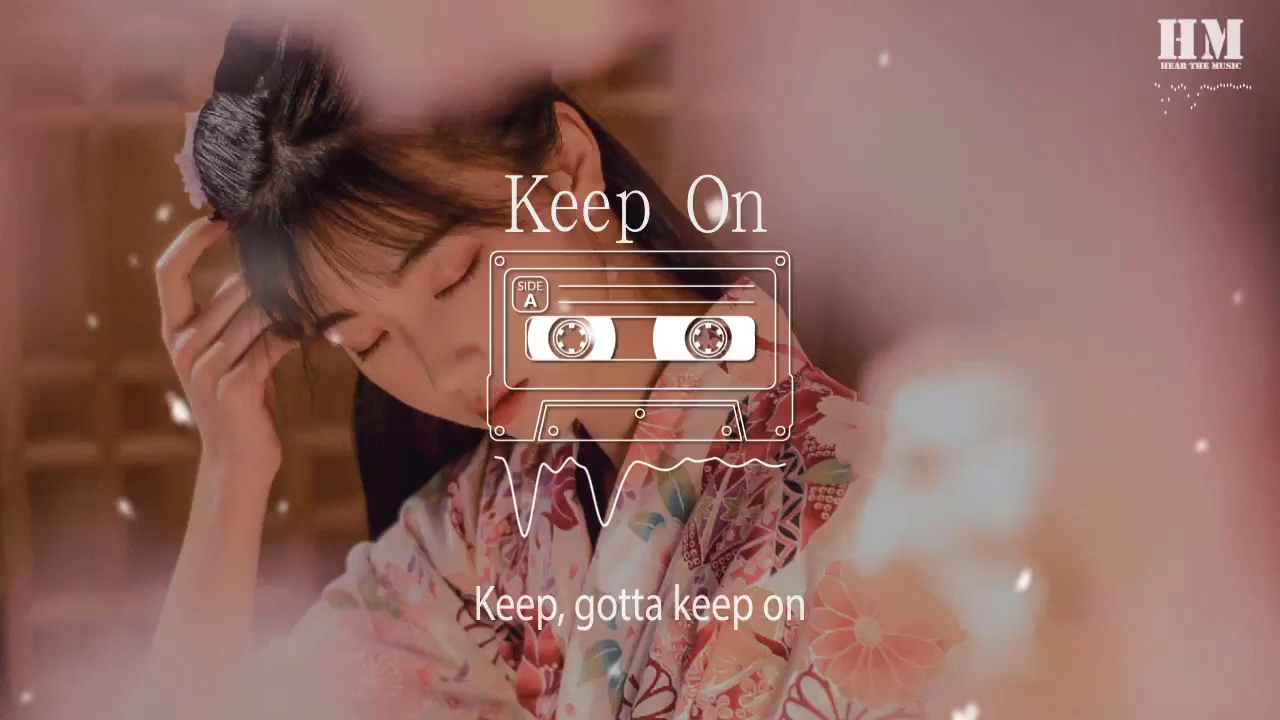 HM
HEAR THE MUSIC
Keep On
SIDE
A
Keep, gotta keep on